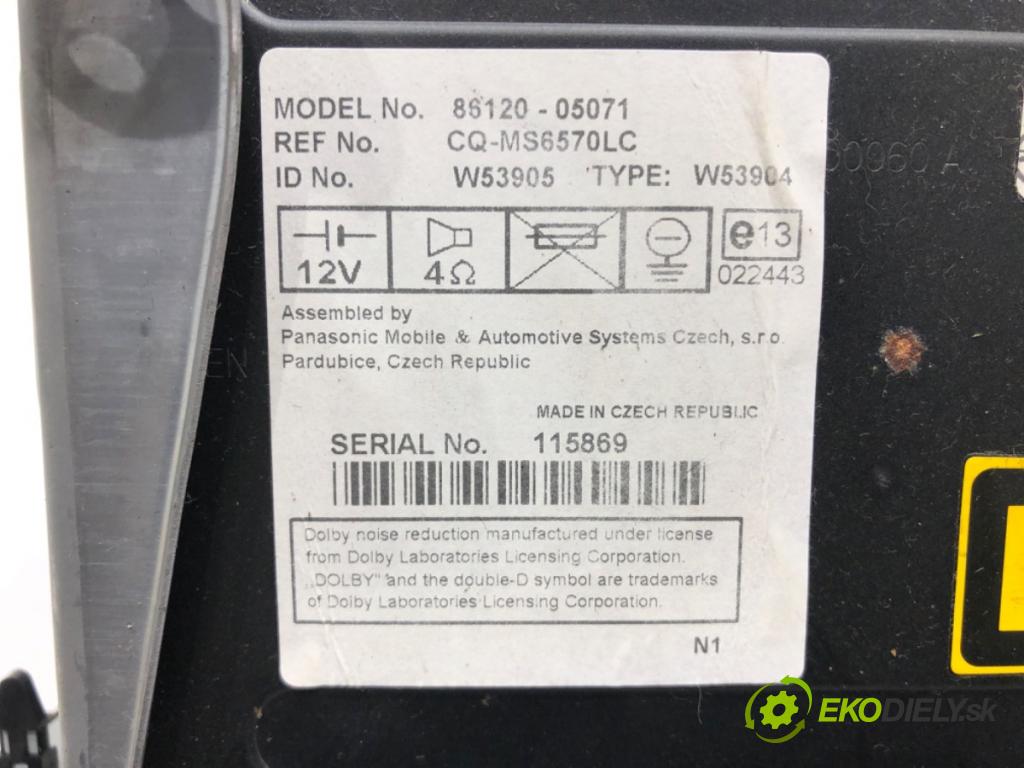 MODEL No. 86120 - 05071
REF No. CQ-MS6570LC
ID No. W53905 TYPE: W53904
12V 4Ω e13
022443
Assembled by
Panasonic Mobile & Automotive Systems Czech, s.r.o.
Pardubice, Czech Republic
MADE IN CZECH REPUBLIC
SERIAL No. 115869
Dolby noise reduction manufactured under license
from Dolby Laboratories Licensing Corporation.
„DOLBY" and the double-D symbol are trademarks
of Dolby Laboratories Licensing Corporation.
N1
EKODIELY.sk